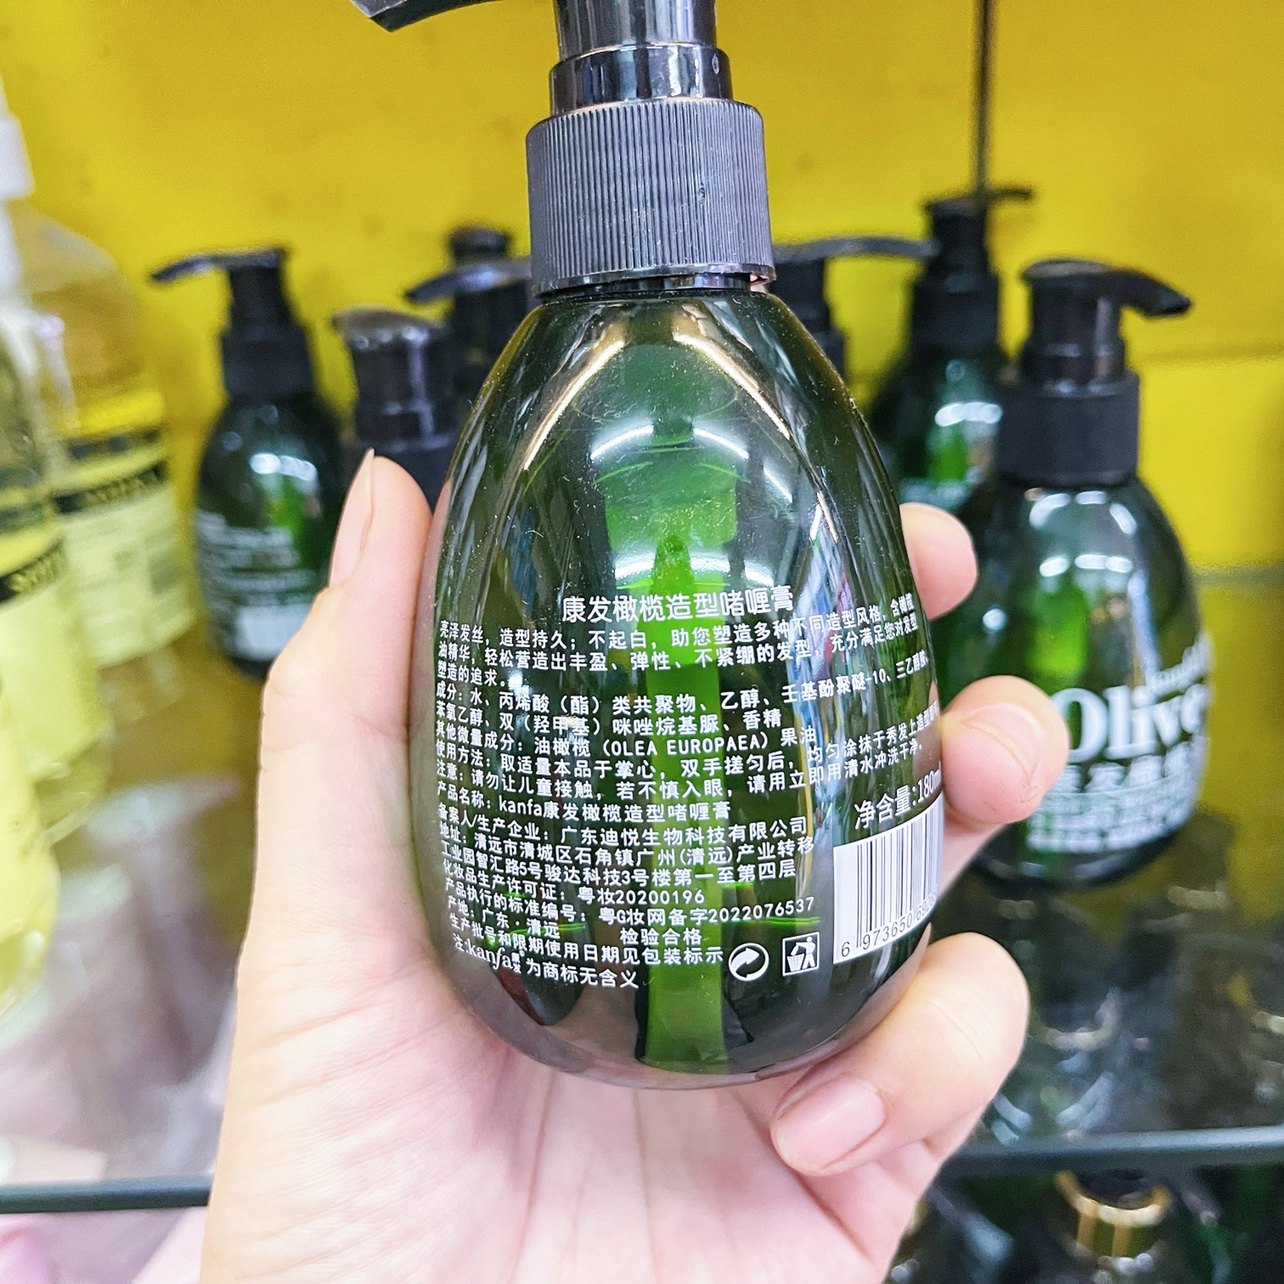 康发橄榄造型啫喱膏
亮泽发丝，造型持久；不起白，助您塑造多种不同造型风格，含橄榄
油精华，轻松营造出丰盈、弹性、不紧绷的发型，充分满足您对发型
塑造的追求。
成分：水、丙烯酸（酯）类共聚物、乙醇、壬基酚聚醚-10、三乙醇胺、
苯氧乙醇、双（羟甲基）咪唑烷基脲、香精
其他微量成分：油橄榄（OLEA EUROPAEA）果油
使用方法：取适量本品于掌心，双手搓匀后，均匀涂抹于秀发上造型即
注意：请勿让儿童接触，若不慎入眼，请用立即用清水冲洗干净。
产品名称：kanfa康发橄榄造型啫喱膏
净含量:180ml
备案人/生产企业：广东迪悦生物科技有限公司
地址：清远市清城区石角镇广州(清远)产业转移
工业园智汇路5号骏达科技3号楼第一至第四层
化妆品生产许可证：粤妆20200196
产品执行的标准编号：粤G妆网备字2022076537
产地：广东·清远
检验合格
生产批号和限期使用日期见包装标示
注:kanfa康发为商标无含义
6 973650
Olive